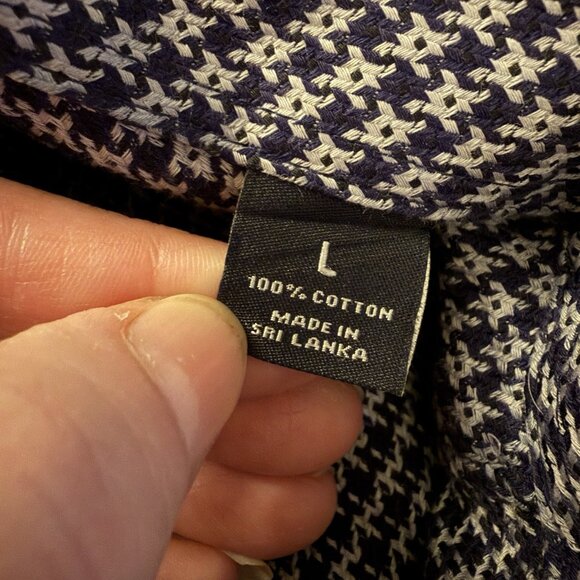 L
100% COTTON
MADE IN
SRI LANKA